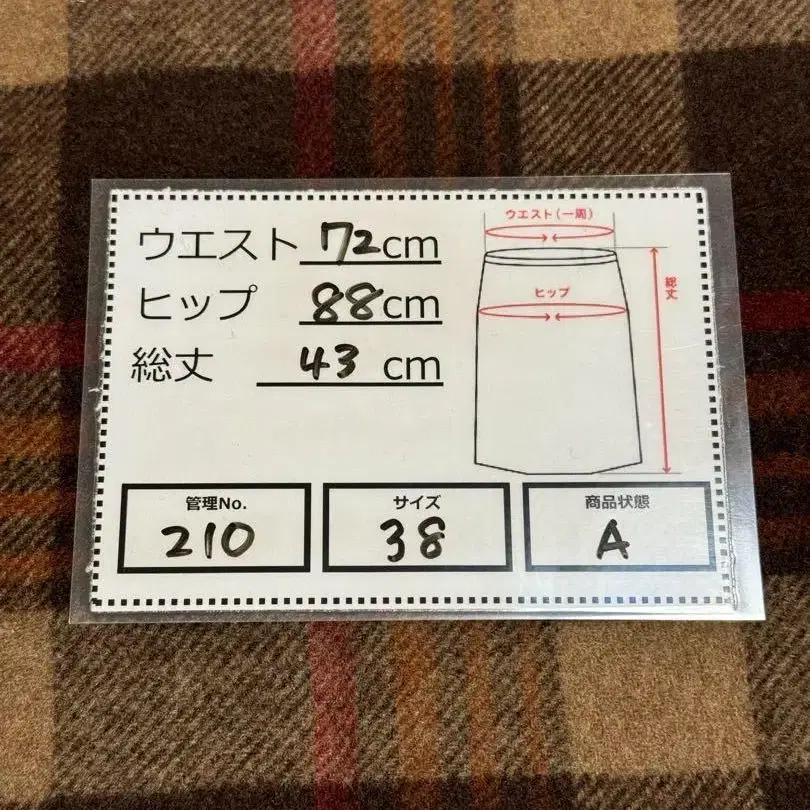 ウエスト 72cm
ヒップ 88cm
総丈 43 cm
ウエスト(一周)
ヒップ
総丈
管理No.
210
サイズ
38
商品状態
A